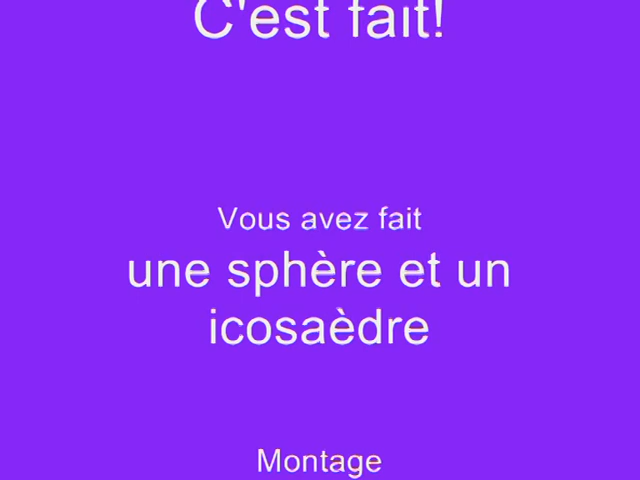 C'est fait!
Vous avez fait
une sphère et un
icosaèdre
Montage